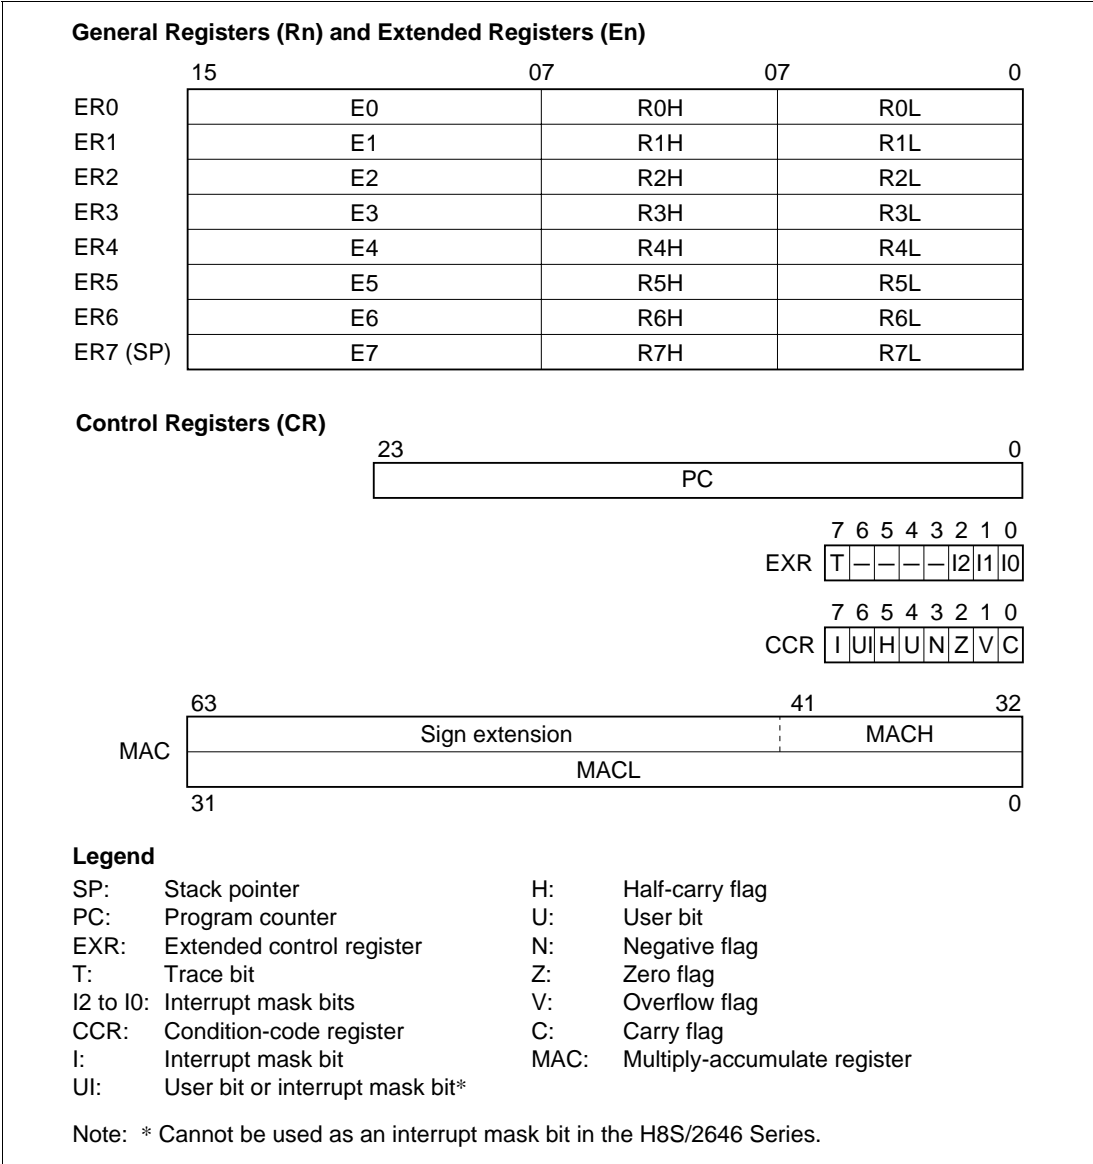 General Registers (Rn) and Extended Registers (En)
15 07 07 0
ER0 E0 R0H R0L
ER1 E1 R1H R1L
ER2 E2 R2H R2L
ER3 E3 R3H R3L
ER4 E4 R4H R4L
ER5 E5 R5H R5L
ER6 E6 R6H R6L
ER7 (SP) E7 R7H R7L
Control Registers (CR)
23 0
PC
7 6 5 4 3 2 1 0
EXR T — — — — I2 I1 I0
7 6 5 4 3 2 1 0
CCR I UI H U N Z V C
63 41 32
MAC Sign extension MACH
MACL
31 0
Legend
SP: Stack pointer
PC: Program counter
EXR: Extended control register
T: Trace bit
I2 to I0: Interrupt mask bits
CCR: Condition-code register
I: Interrupt mask bit
UI: User bit or interrupt mask bit*
H: Half-carry flag
U: User bit
N: Negative flag
Z: Zero flag
V: Overflow flag
C: Carry flag
MAC: Multiply-accumulate register
Note: * Cannot be used as an interrupt mask bit in the H8S/2646 Series.